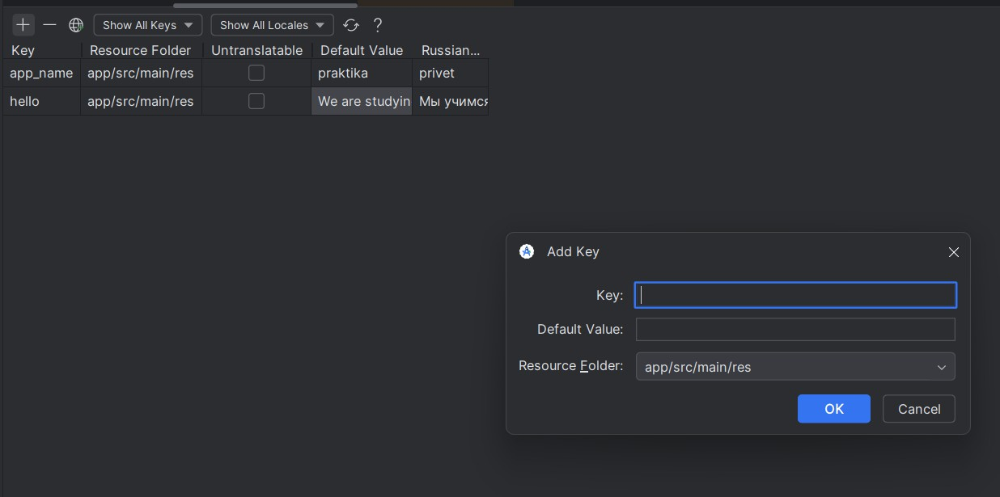 Show All Keys Show All Locales ?
Key Resource Folder Untranslatable Default Value Russian...
app_name app/src/main/res praktika privet
hello app/src/main/res We are studyin Мы учимся
Add Key
Key:
Default Value:
Resource Folder: app/src/main/res
OK Cancel